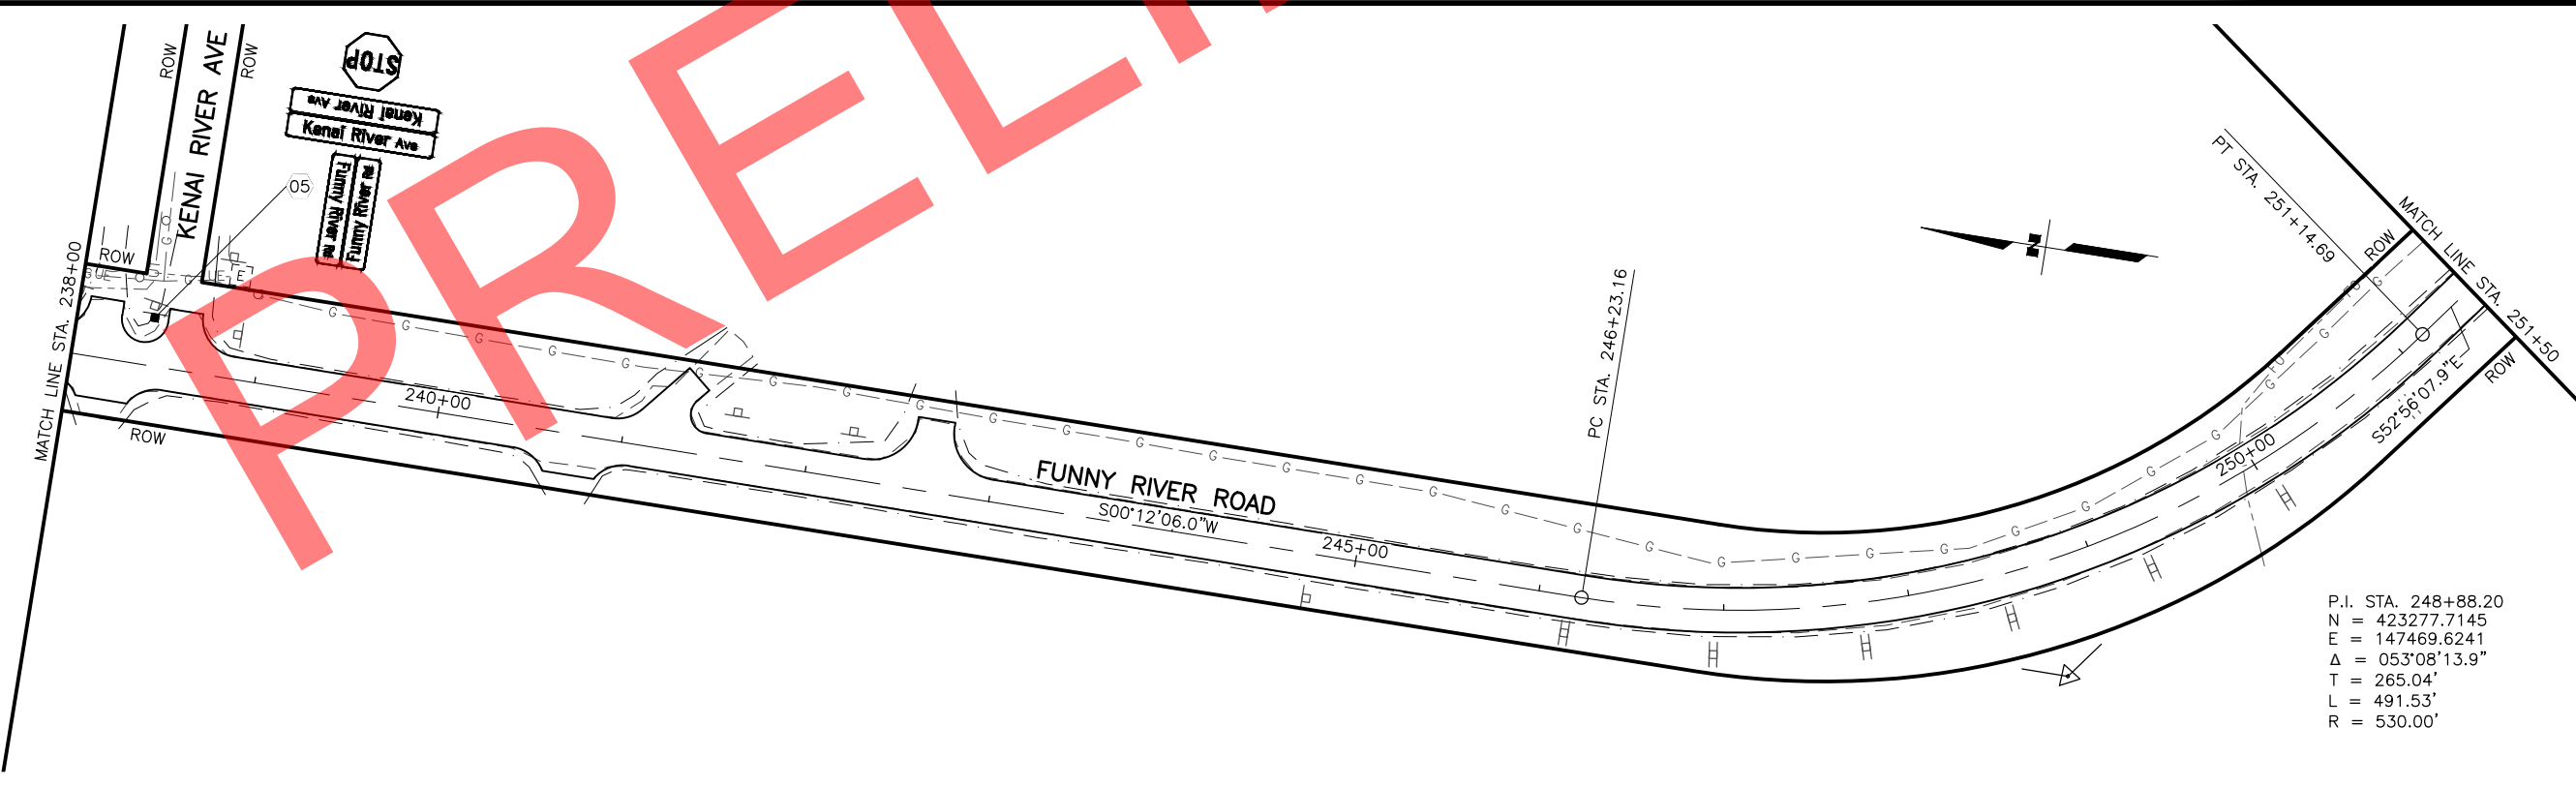 PRELI
ROW
KENAI RIVER AVE
ROW
STOP
Kenai River Ave
Kenai River Ave
Funny River Rd
Funny River Rd
05
ROW
G
UE
G
O
G
UE
E
G
MATCH LINE STA. 238+00
ROW
240+00
G G G G G G G G G G G G G G G G G G G G G G G G G G G G
FUNNY RIVER ROAD
S00°12'06.0"W
245+00
PC STA. 246+23.16
N
PT STA. 251+14.69
ROW
MATCH LINE STA. 251+50
FO
FO
250+00
S52°56'07.9"E
ROW
P.I. STA. 248+88.20
N = 423277.7145
E = 147469.6241
Δ = 053°08'13.9"
T = 265.04'
L = 491.53'
R = 530.00'